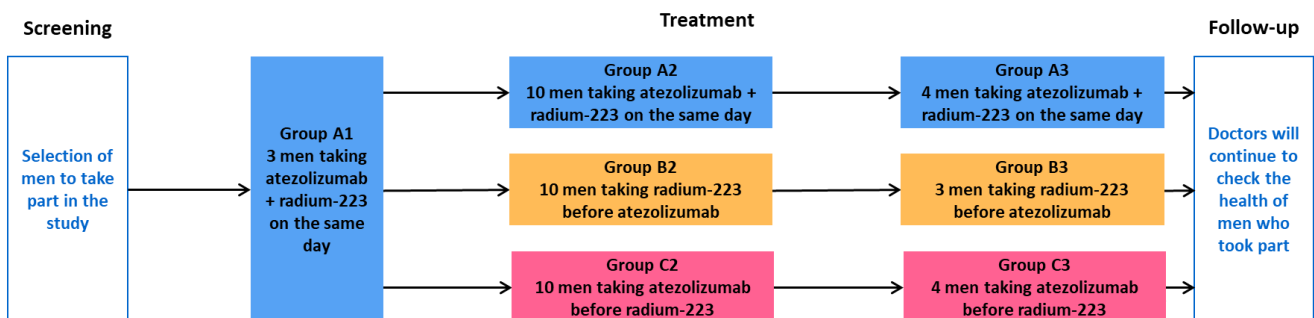 Screening
Treatment
Follow-up
Selection of
men to take
part in the
study
Group A1
3 men taking
atezolizumab
+ radium-223
on the same
day
Group A2
10 men taking atezolizumab +
radium-223 on the same day
Group A3
4 men taking atezolizumab +
radium-223 on the same day
Group B2
10 men taking radium-223
before atezolizumab
Group B3
3 men taking radium-223
before atezolizumab
Group C2
10 men taking atezolizumab
before radium-223
Group C3
4 men taking atezolizumab
before radium-223
Doctors will
continue to
check the
health of
men who
took part